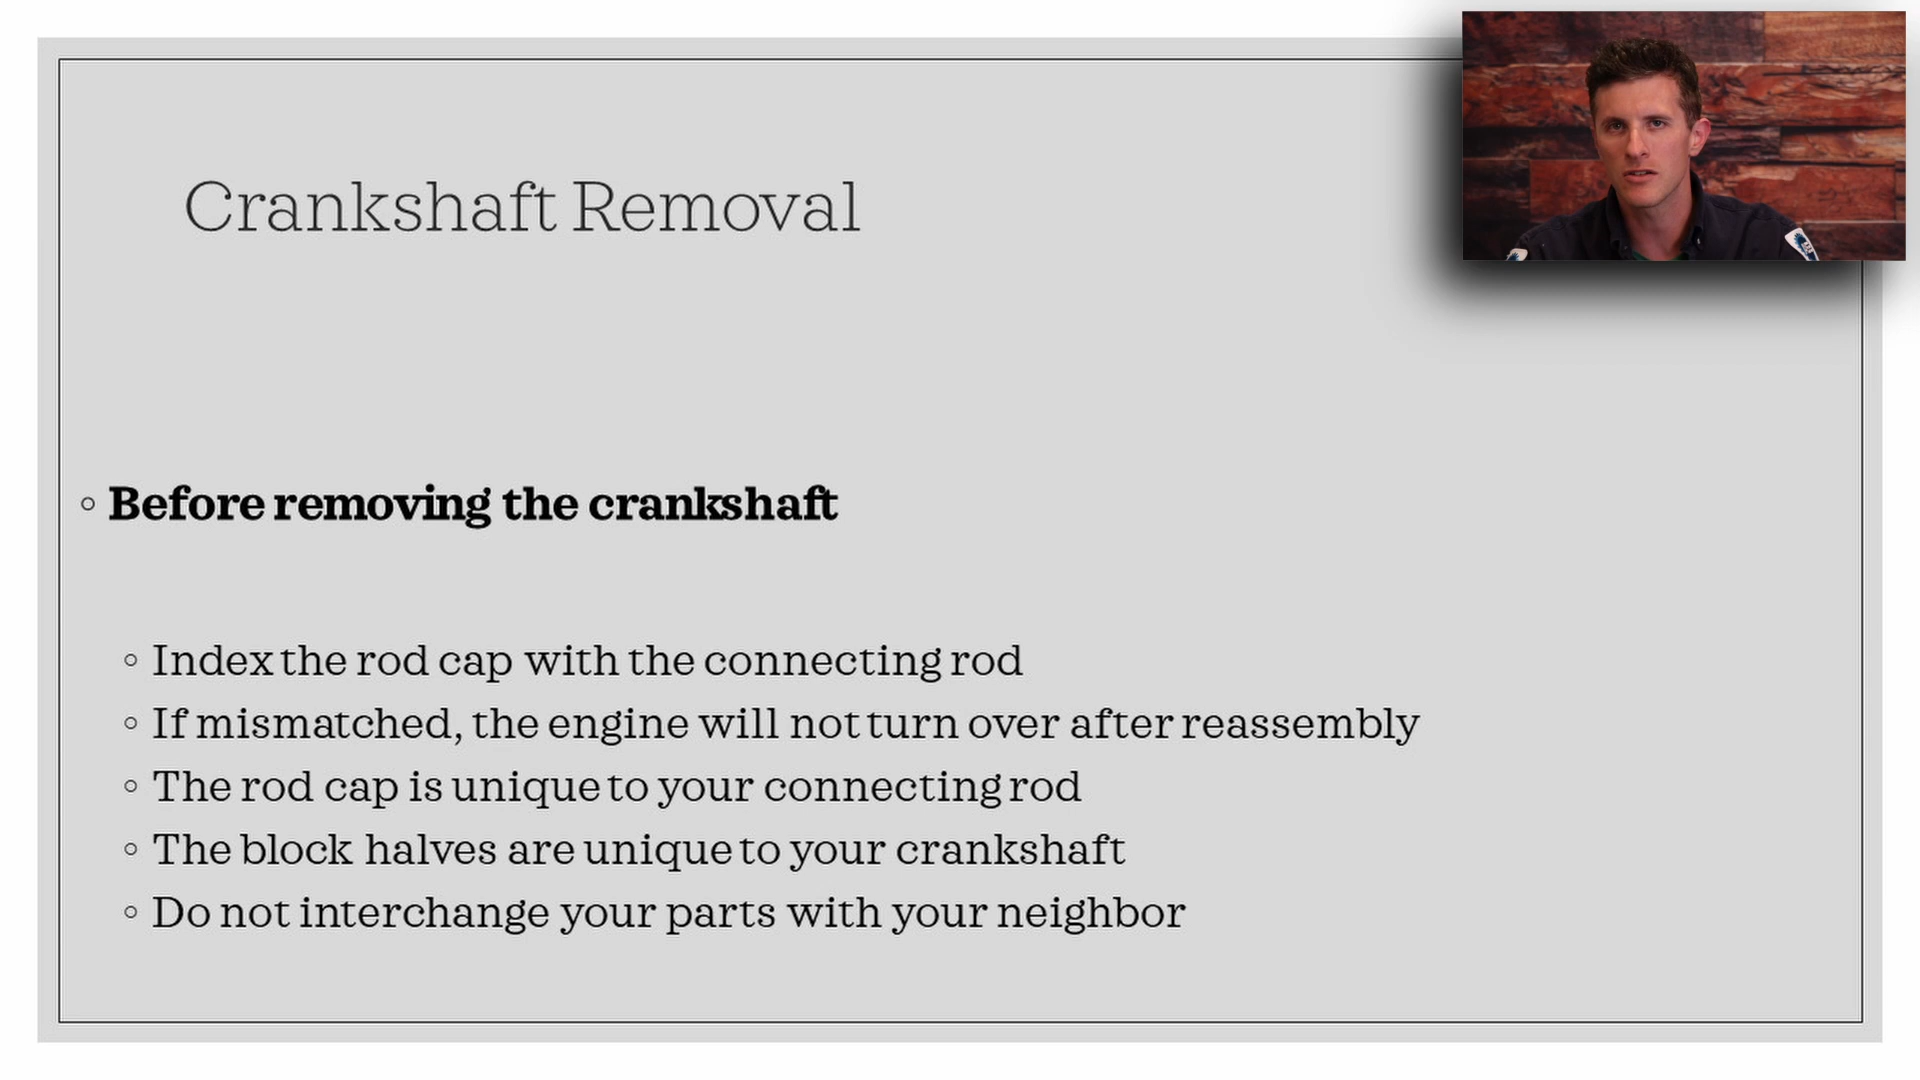 Crankshaft Removal
Before removing the crankshaft
Index the rod cap with the connecting rod
If mismatched, the engine will not turn over after reassembly
The rod cap is unique to your connecting rod
The block halves are unique to your crankshaft
Do not interchange your parts with your neighbor